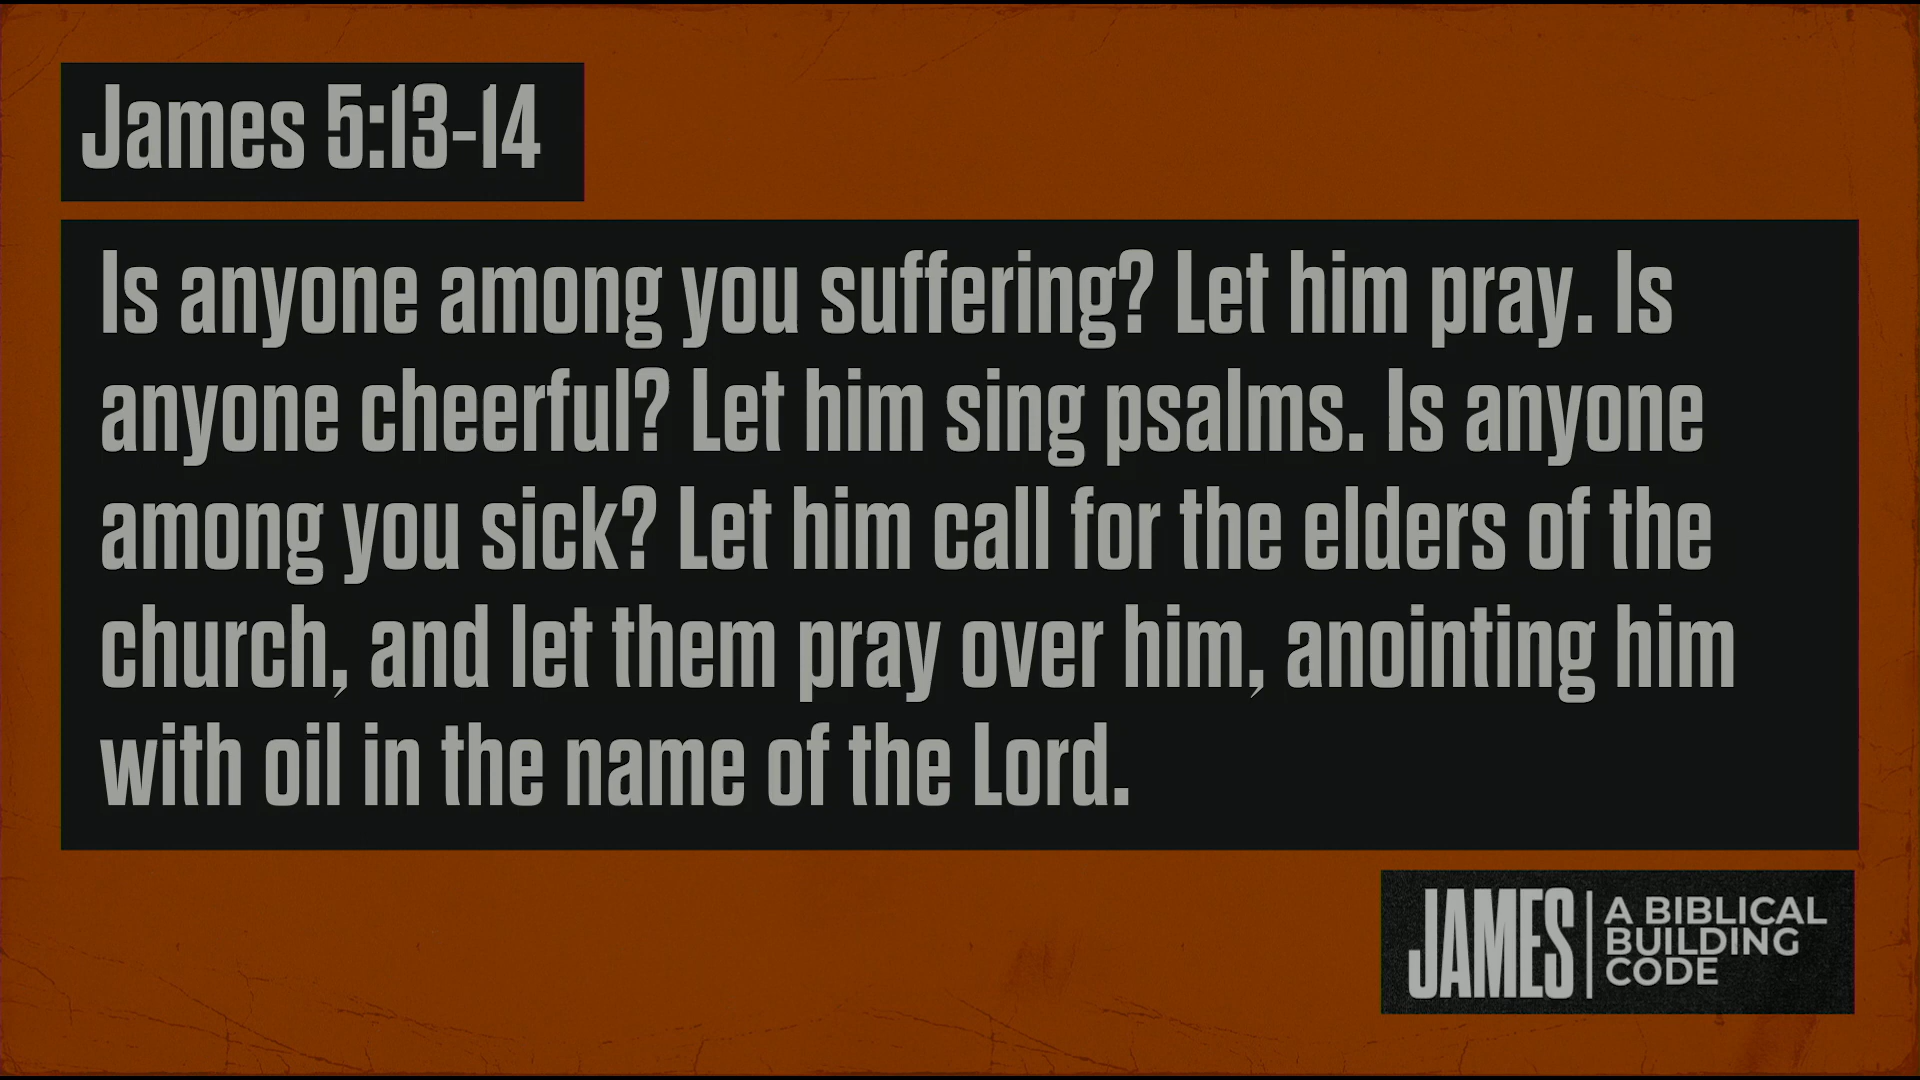 James 5:13-14
Is anyone among you suffering? Let him pray. Is
anyone cheerful? Let him sing psalms. Is anyone
among you sick? Let him call for the elders of the
church, and let them pray over him, anointing him
with oil in the name of the Lord.
JAMES
A BIBLICAL
BUILDING
CODE